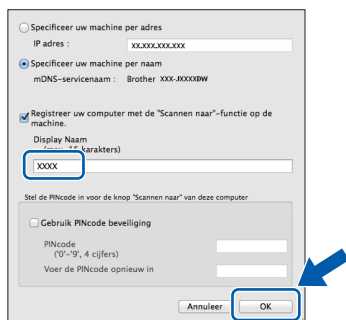 Specificeer uw machine per adres
IP adres :
xx.xxx.xxx.xxx
Specificeer uw machine per naam
mDNS-servicenaam : Brother XXX-JXXXXDW
Registreer uw computer met de "Scannen naar"-functie op de
machine.
Display Naam
(max. 15 karakters)
XXXX
Stel de PINcode in voor de knop "Scannen naar" van deze computer
Gebruik PINcode beveiliging
PINcode
('0'-'9', 4 cijfers)
Voer de PINcode opnieuw in
Annuleer
OK